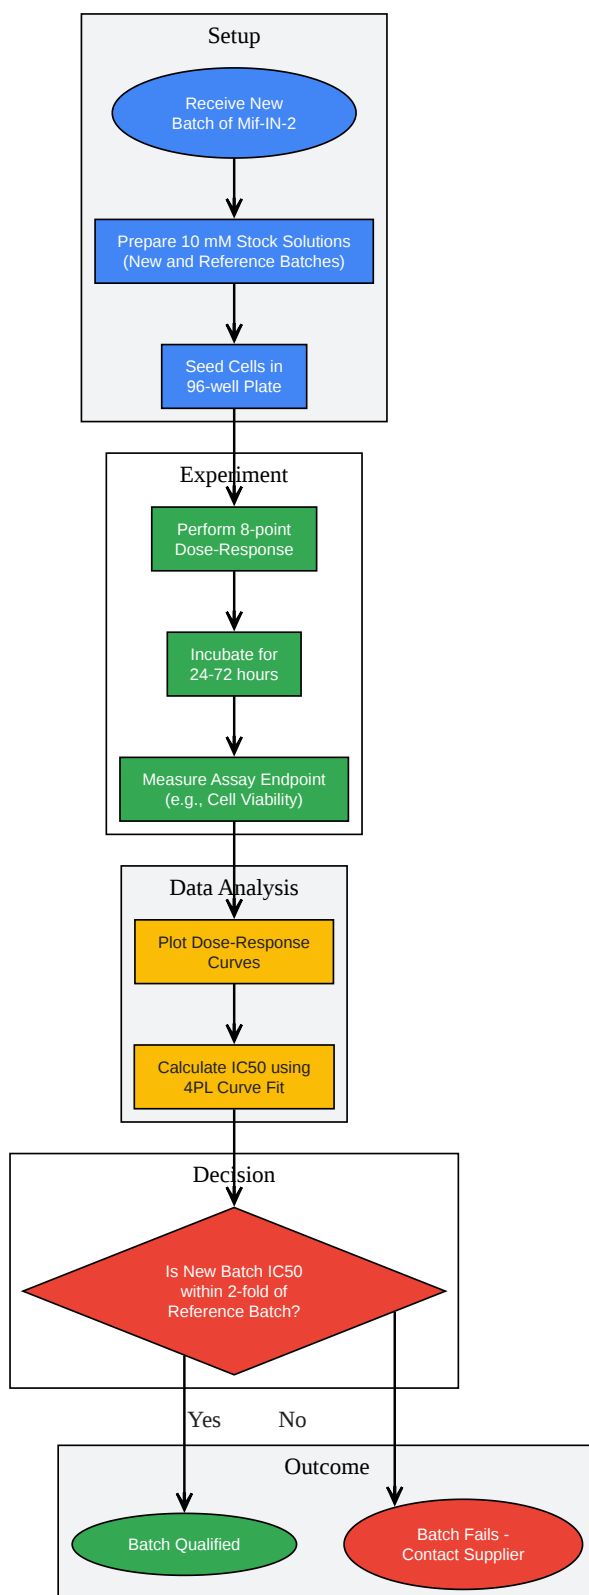 Setup
Receive New
Batch of Mif-IN-2
Prepare 10 mM Stock Solutions
(New and Reference Batches)
Seed Cells in
96-well Plate
Experiment
Perform 8-point
Dose-Response
Incubate for
24-72 hours
Measure Assay Endpoint
(e.g., Cell Viability)
Data Analysis
Plot Dose-Response
Curves
Calculate IC50 using
4PL Curve Fit
Decision
Is New Batch IC50
within 2-fold of
Reference Batch?
Yes
No
Outcome
Batch Qualified
Batch Fails -
Contact Supplier